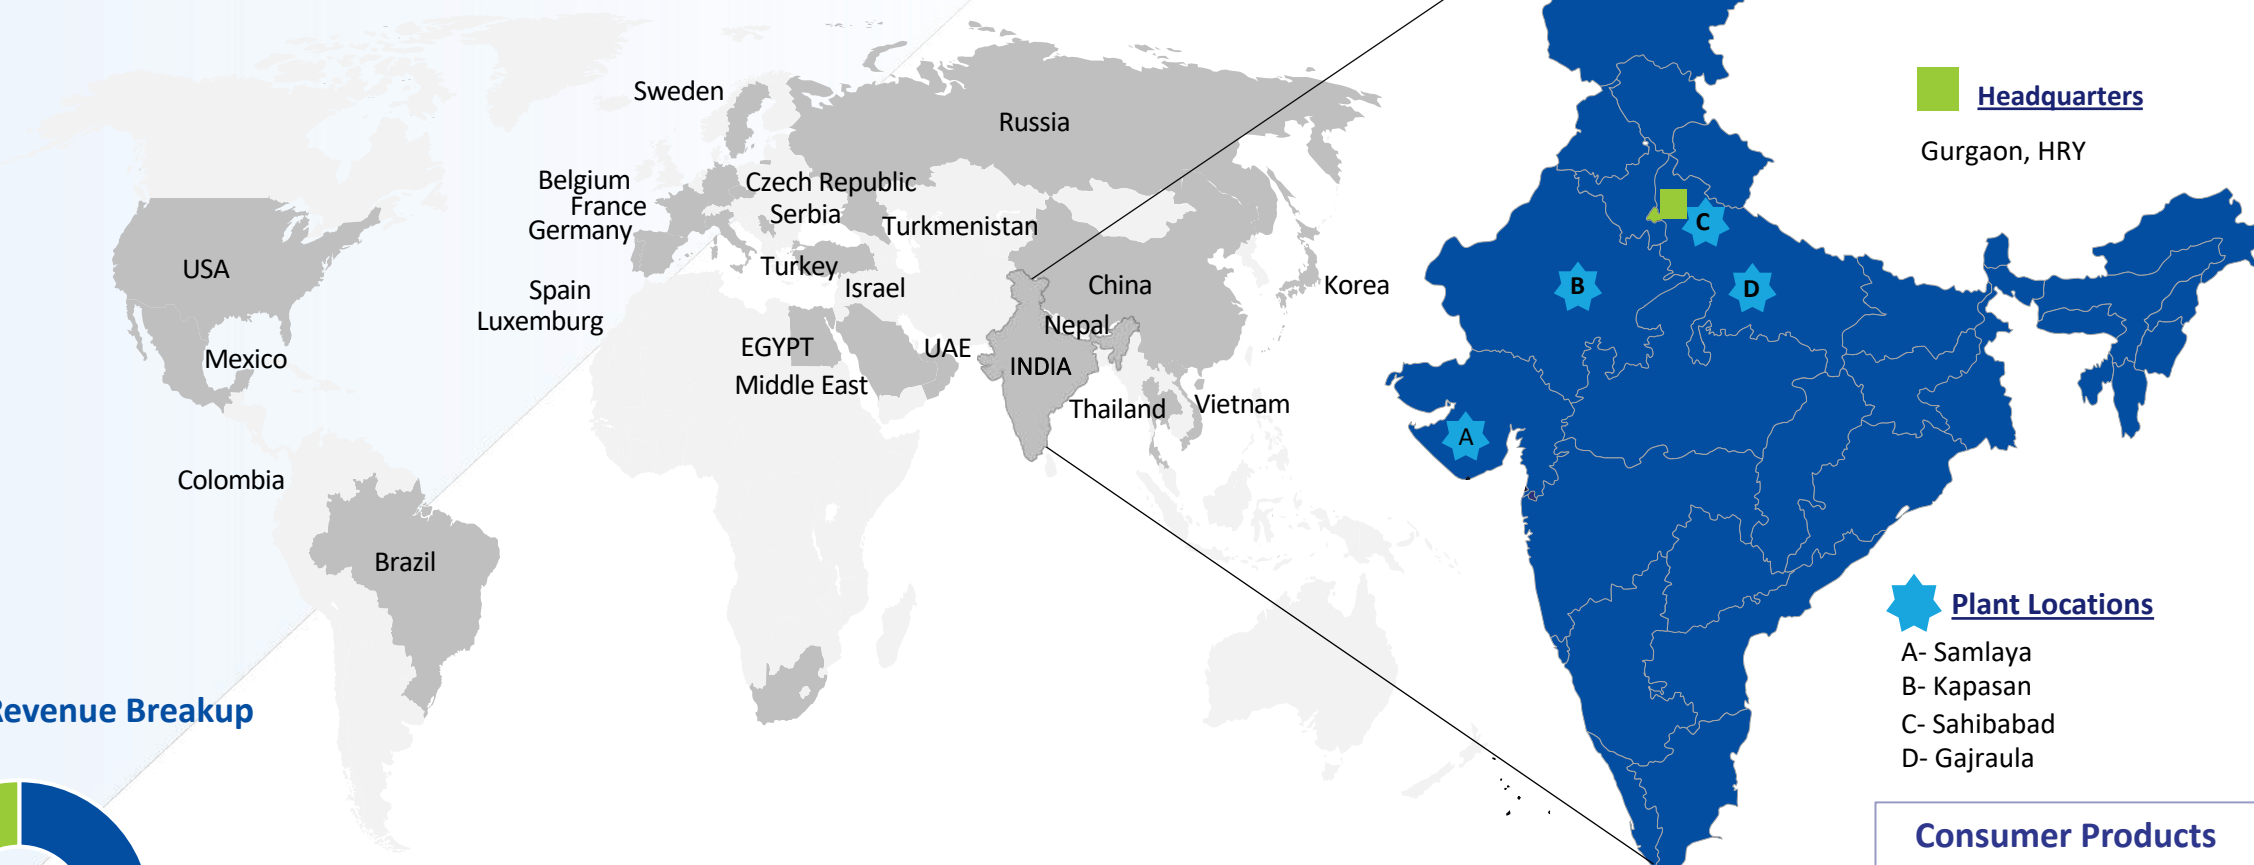 Sweden
Russia
Belgium
Czech Republic
France
Serbia
Germany
Turkmenistan
USA
Turkey
Israel
China
Korea
Spain
Luxemburg
Nepal
EGYPT
UAE
Mexico
INDIA
Middle East
Thailand
Vietnam
Colombia
Brazil
Revenue Breakup
Headquarters
Gurgaon, HRY
C
B
D
A
Plant Locations
A- Samlaya
B- Kapasan
C- Sahibabad
D- Gajraula
Consumer Products